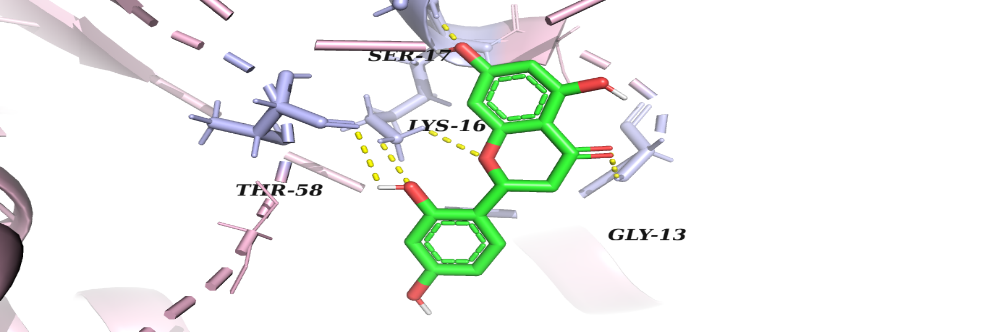 SER-17
LYS-16
THR-58
GLY-13